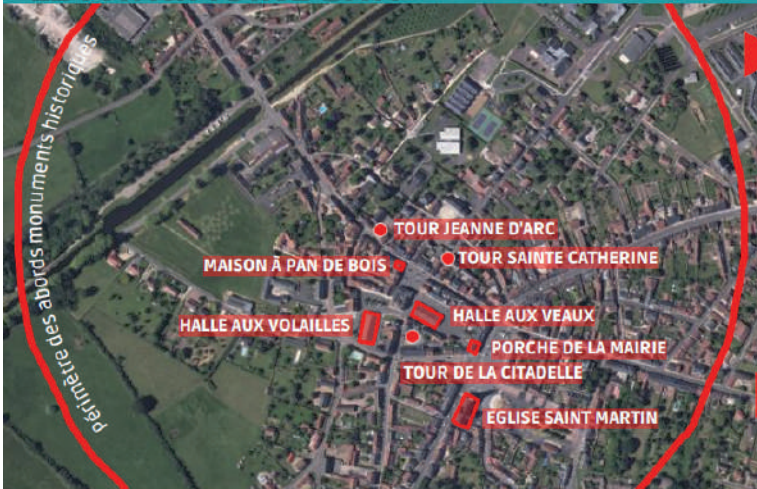 périmètre des abords monuments historiques
TOUR JEANNE D'ARC
TOUR SAINTE CATHERINE
MAISON À PAN DE BOIS
HALLE AUX VEAUX
HALLE AUX VOLAILLES
PORCHE DE LA MAIRIE
TOUR DE LA CITADELLE
EGLISE SAINT MARTIN